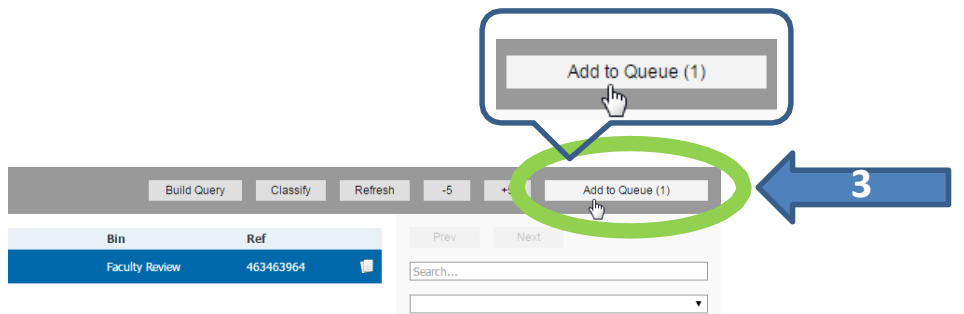 Add to Queue (1)
Build Query Classify Refresh -5 +5 Add to Queue (1)
3
Bin Ref Prev Next
Faculty Review 463463964 Search...